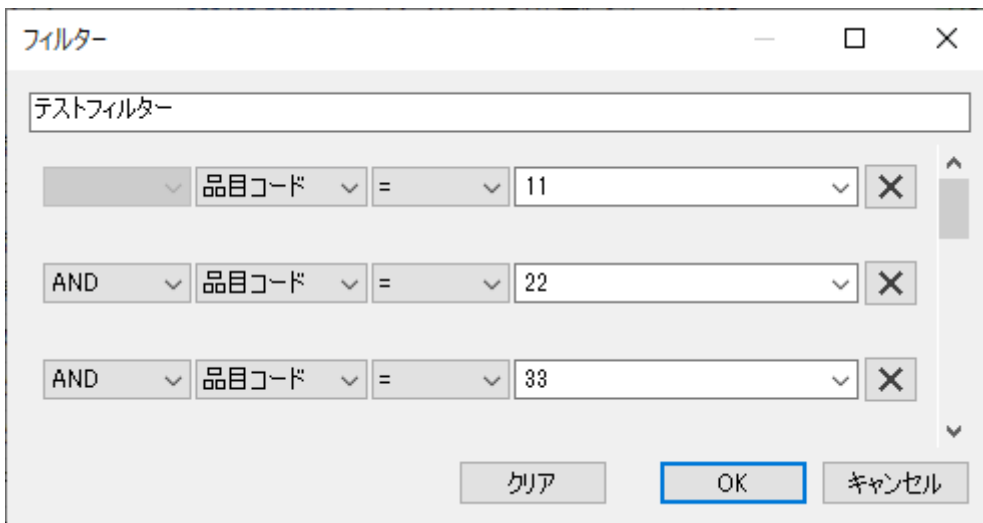 フィルター
テストフィルター
品目コード = 11
AND 品目コード = 22
AND 品目コード = 33
クリア OK キャンセル